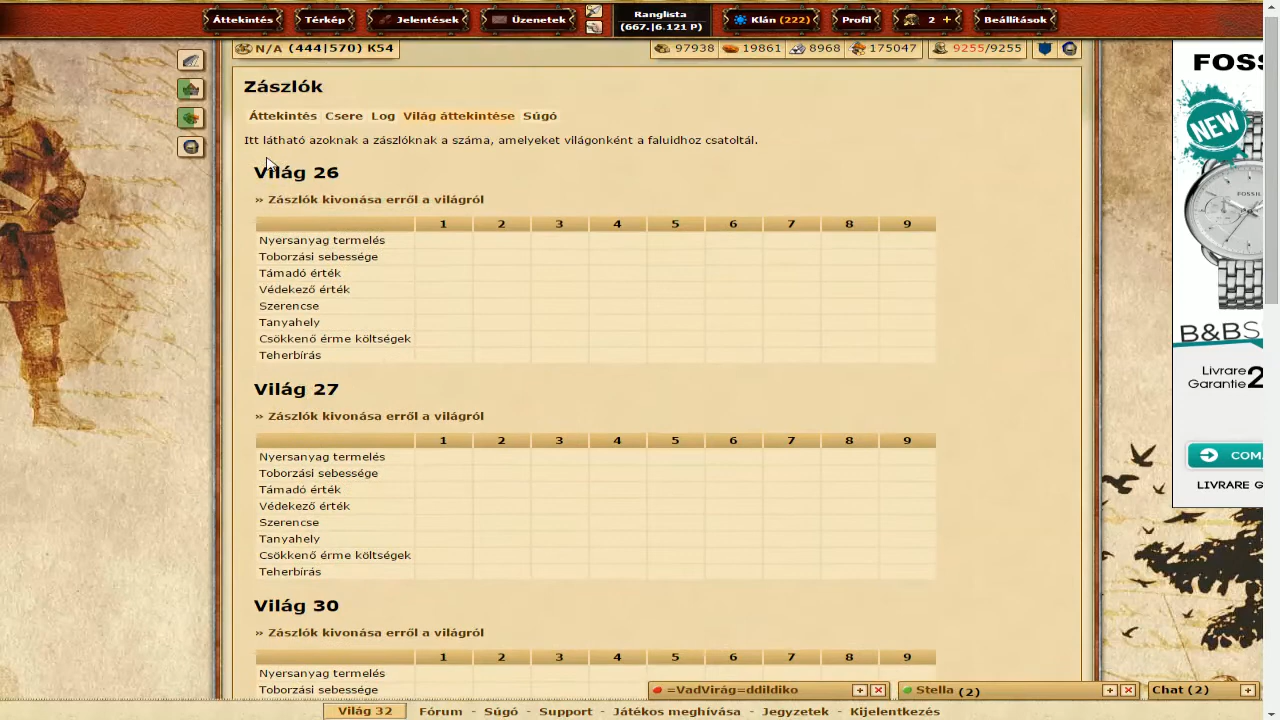 Áttekintés Térkép Jelentések Üzenetek Ranglista Klán (222) Profil 2 + Beállítások
(667.|6.121 P)
N/A (444|570) K54 97938 19861 8968 175047 9255/9255
FOSS
Zászlók
Áttekintés Csere Log Világ áttekintése Súgó
NEW
Itt látható azoknak a zászlóknak a száma, amelyeket világonként a faluidhoz csatoltál.
Világ 26
» Zászlók kivonása erről a világról
FOSSIL
1 2 3 4 5 6 7 8 9
Nyersanyag termelés
Toborzási sebessége
Támadó érték
Védekező érték
Szerencse
Tanyahely
Csökkenő érme költségek
Teherbírás
B&BS
Világ 27
Livrare
Garantie 2
» Zászlók kivonása erről a világról
1 2 3 4 5 6 7 8 9
Nyersanyag termelés
COM
Toborzási sebessége
LIVRARE G
Támadó érték
Védekező érték
Szerencse
Tanyahely
Csökkenő érme költségek
Teherbírás
Világ 30
» Zászlók kivonása erről a világról
1 2 3 4 5 6 7 8 9
Nyersanyag termelés
Toborzási sebessége
=VadVirág=ddildiko + x Stella (2) + x Chat (2) +
Világ 32 Fórum - Súgó - Support - Játékos meghívása - Jegyzetek - Kijelentkezés